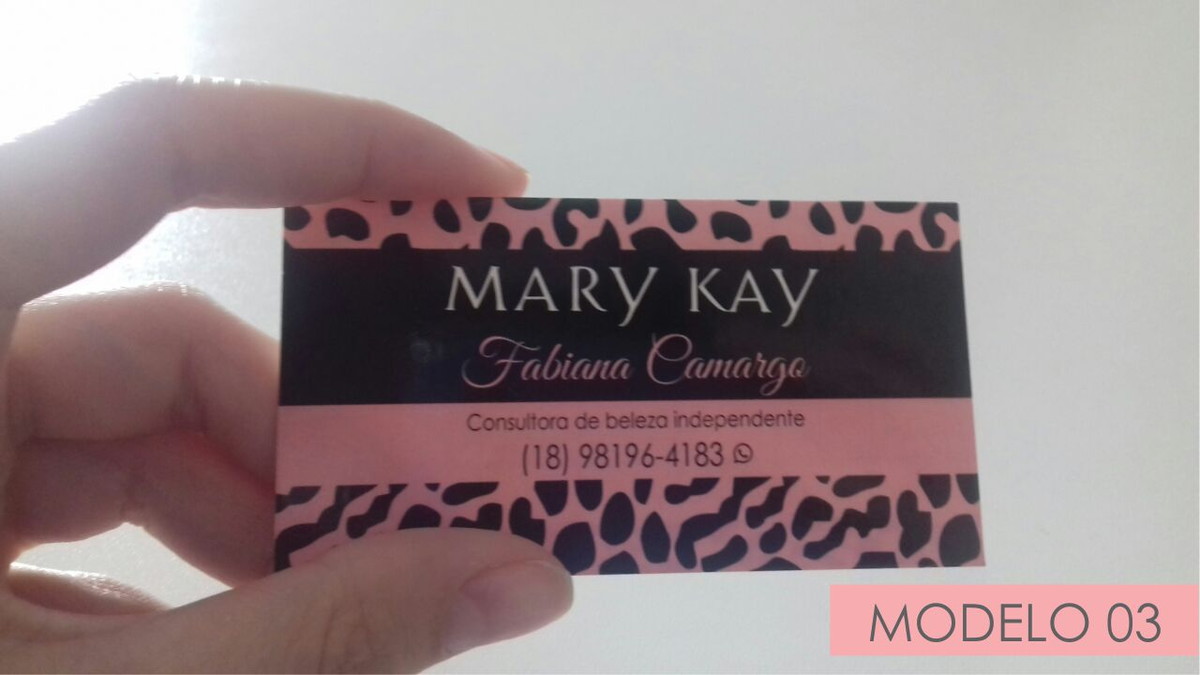 MARY KAY
Fabiana Camargo
Consultora de beleza independente
(18) 98196-4183
MODELO 03